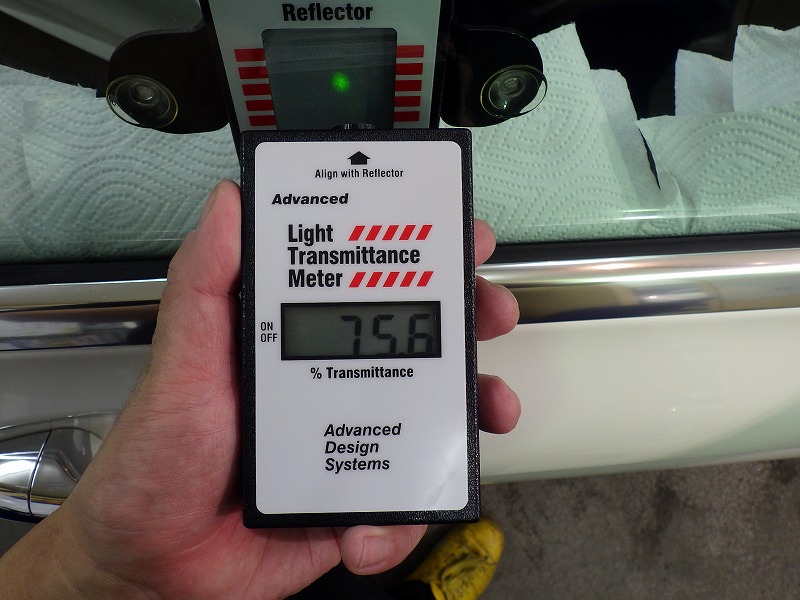 Reflector
Align with Reflector
Advanced
Light
Transmittance
Meter
ON
OFF
75.6
% Transmittance
Advanced
Design
Systems